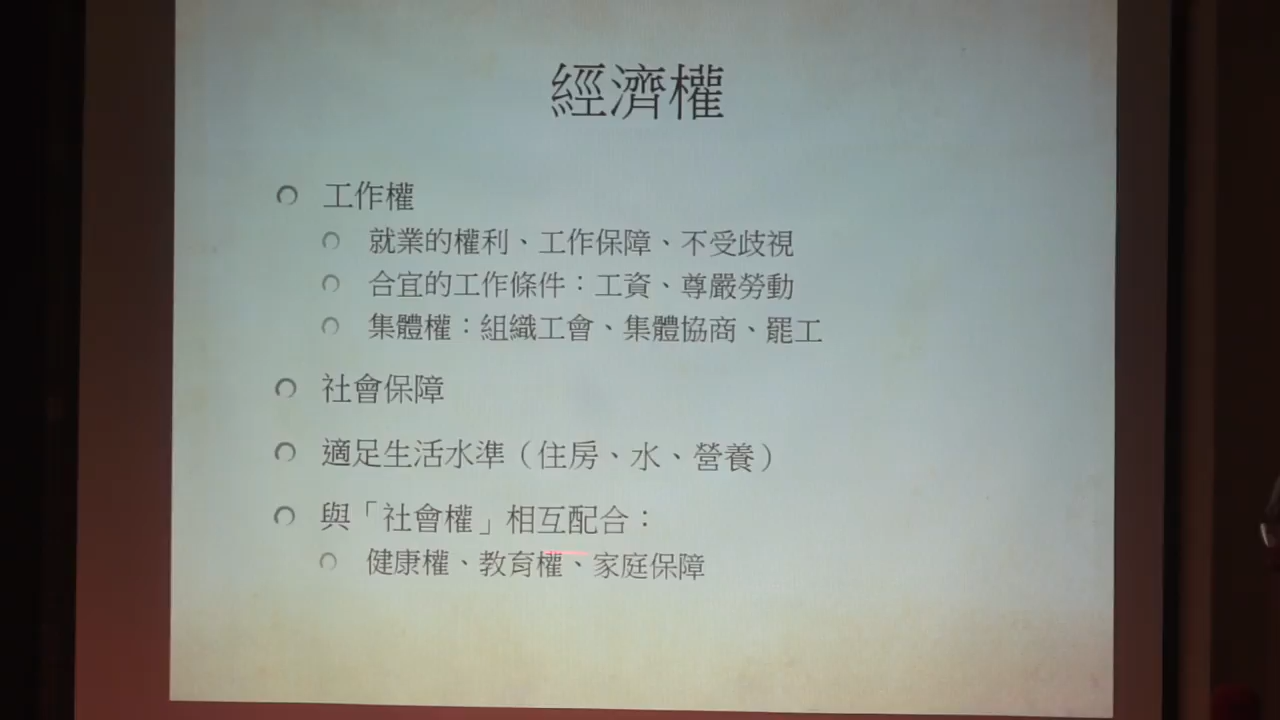 經濟權
工作權
就業的權利、工作保障、不受歧視
合宜的工作條件：工資、尊嚴勞動
集體權：組織工會、集體協商、罷工
社會保障
適足生活水準（住房、水、營養）
與「社會權」相互配合：
健康權、教育權、家庭保障